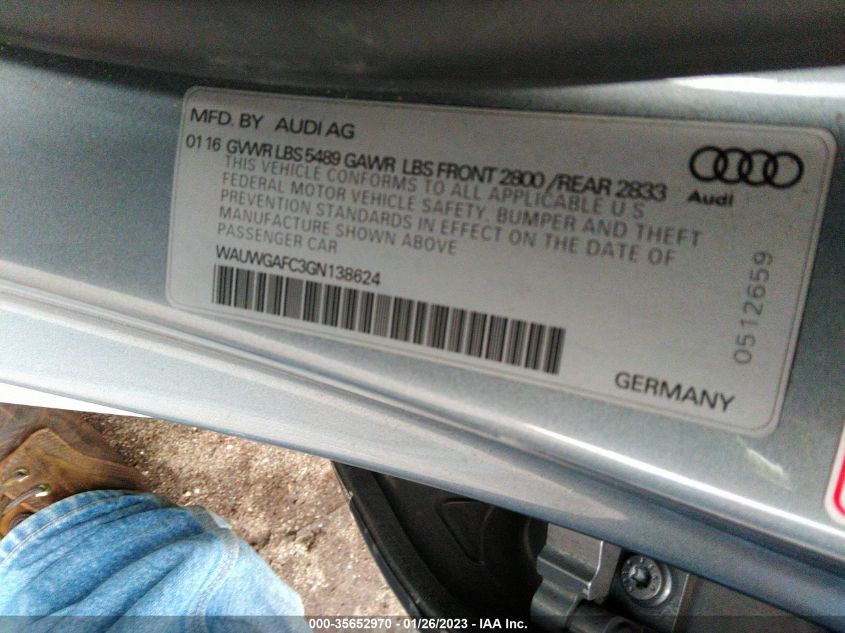 MFD. BY AUDI AG
01 16 GVWR LBS 5489 GAWR LBS FRONT 2800 / REAR 2833
THIS VEHICLE CONFORMS TO ALL APPLICABLE U S
FEDERAL MOTOR VEHICLE SAFETY, BUMPER AND THEFT
PREVENTION STANDARDS IN EFFECT ON THE DATE OF
MANUFACTURE SHOWN ABOVE
PASSENGER CAR
WAUWGAFC3GN138624
Audi
0512659
GERMANY
000-35652970 / 01/26/2023 - © IAA Inc.